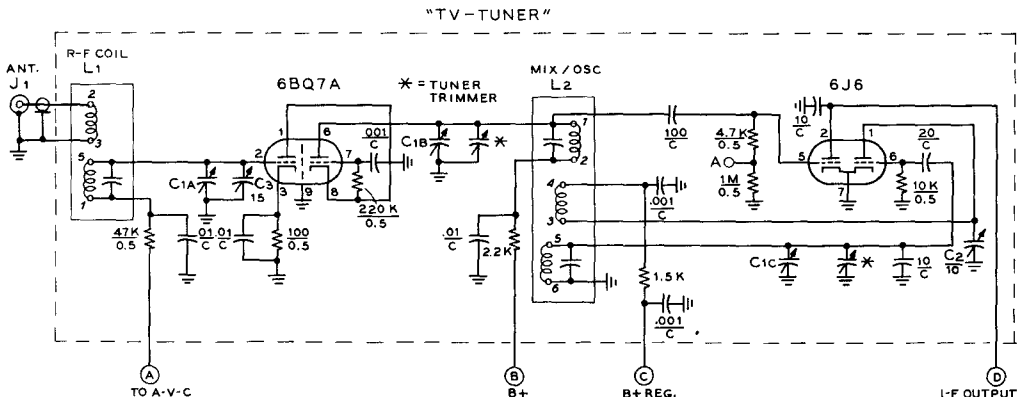 "TV-TUNER"
R-F COIL
L1
ANT.
J1
2
3
5
1
6BQ7A
* = TUNER
TRIMMER
MIX/OSC
L2
6J6
1
6
.001
C
2
7
3
9
8
C1A
C3
15
C1B
*
220K
0.5
47K
0.5
.01
C
.01
C
100
0.5
7
2
4
3
5
6
100
C
4.7K
0.5
A
1M
0.5
10
C
2
1
5
6
7
20
C
10K
0.5
.001
C
.01
C
2.2K
1.5K
.001
C
C1C
*
10
C
C2
10
A
TO A-V-C
B
B+
C
B+ REG.
D
I-F OUTPUT